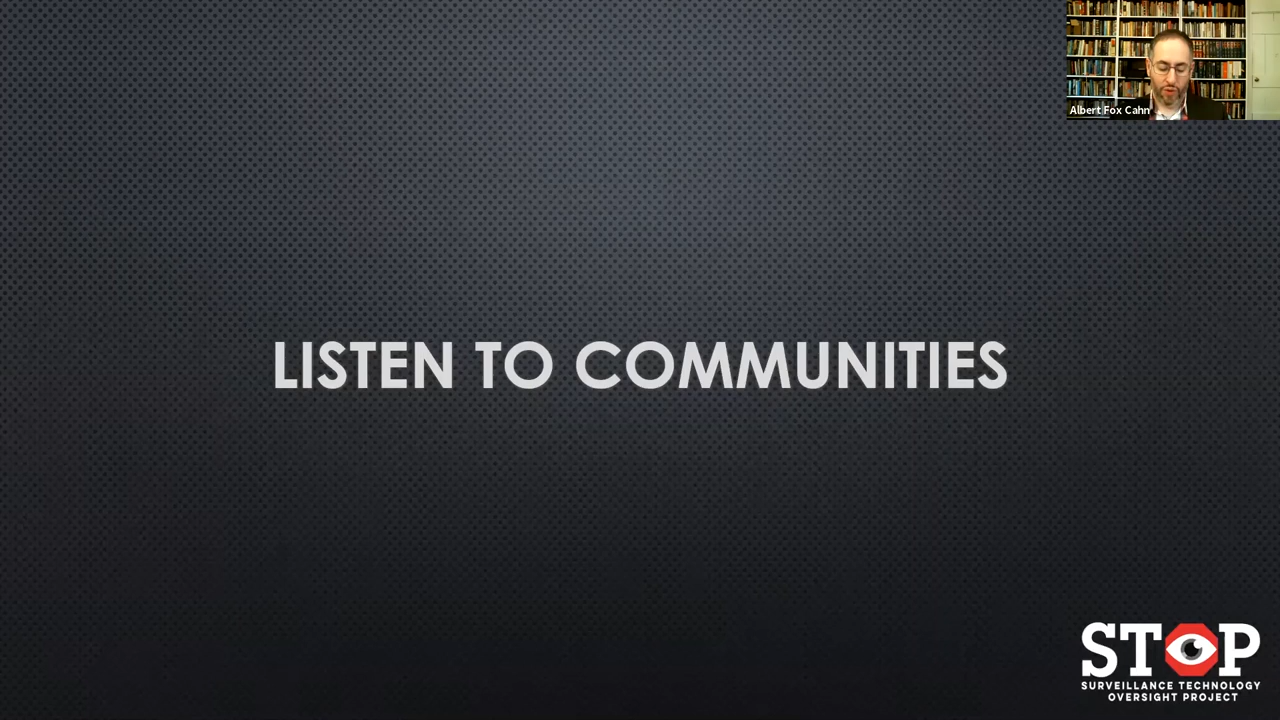 Albert Fox Cahn
LISTEN TO COMMUNITIES
STOP
SURVEILLANCE TECHNOLOGY
OVERSIGHT PROJECT